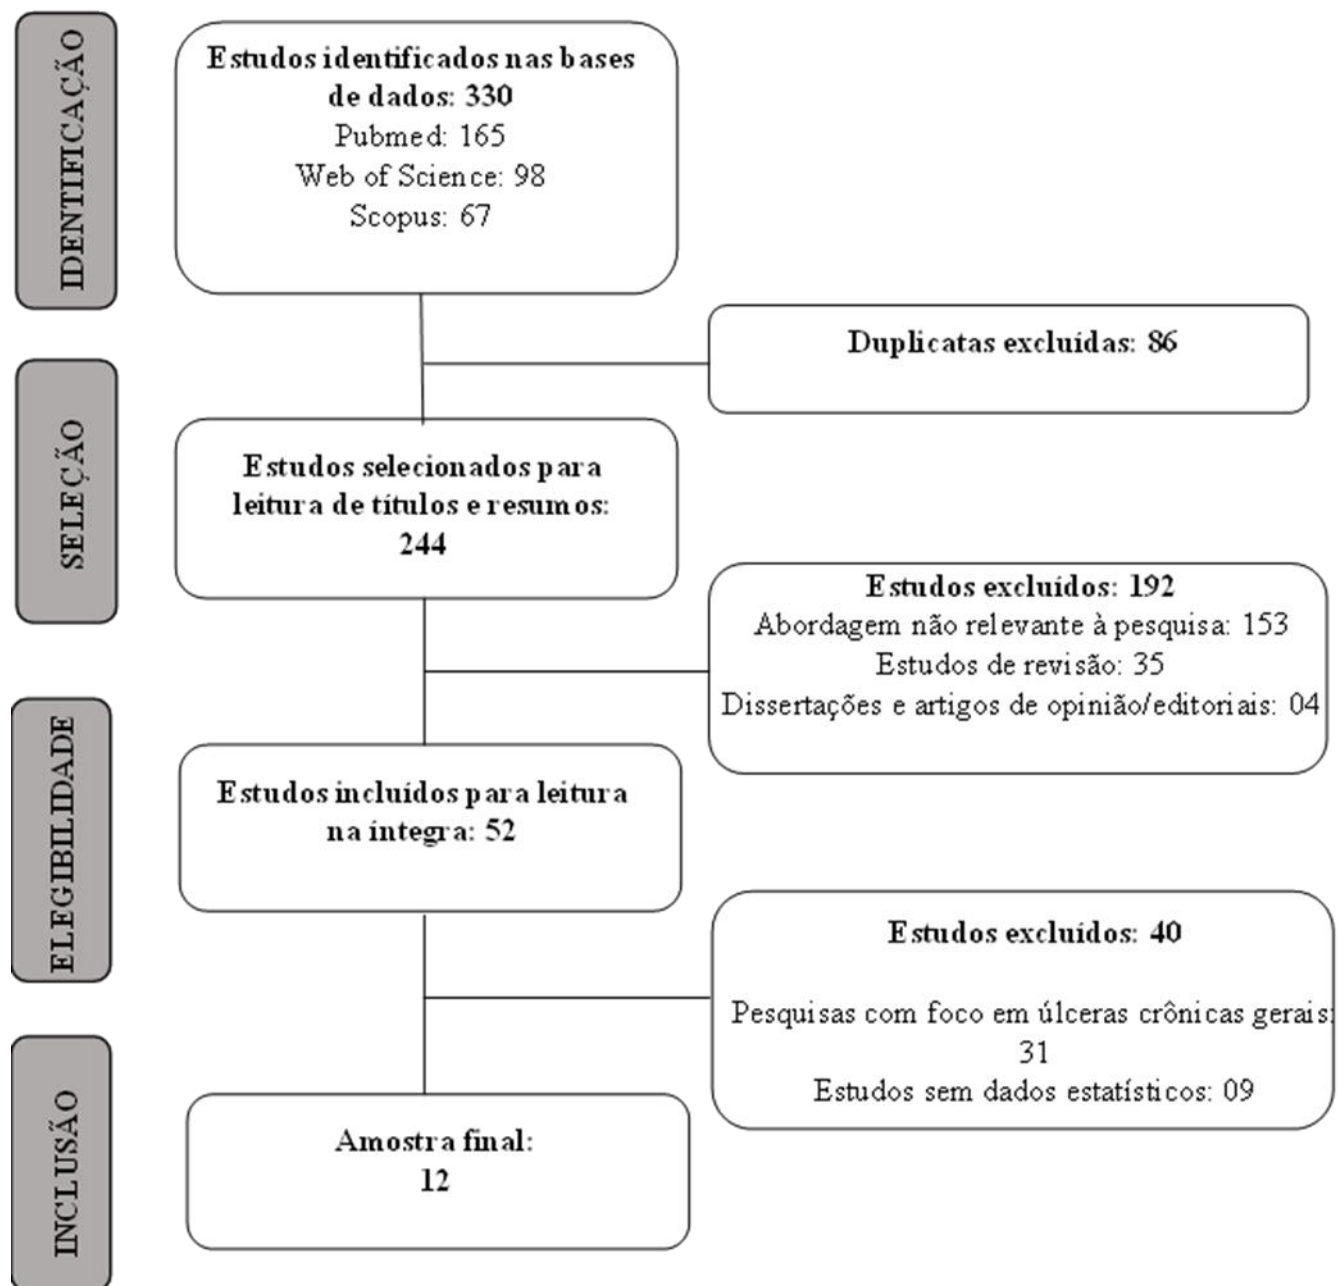 IDENTIFICAÇÃO
Estudos identificados nas bases
de dados: 330
Pubmed: 165
Web of Science: 98
Scopus: 67
Duplicatas excluídas: 86
SELEÇÃO
Estudos selecionados para
leitura de títulos e resumos:
244
Estudos excluídos: 192
Abordagem não relevante à pesquisa: 153
Estudos de revisão: 35
Dissertações e artigos de opinião/editoriais: 04
ELEGIBILIDADE
Estudos incluídos para leitura
na íntegra: 52
Estudos excluídos: 40
Pesquisas com foco em úlceras crônicas gerais:
31
Estudos sem dados estatísticos: 09
INCLUSÃO
Amostra final:
12